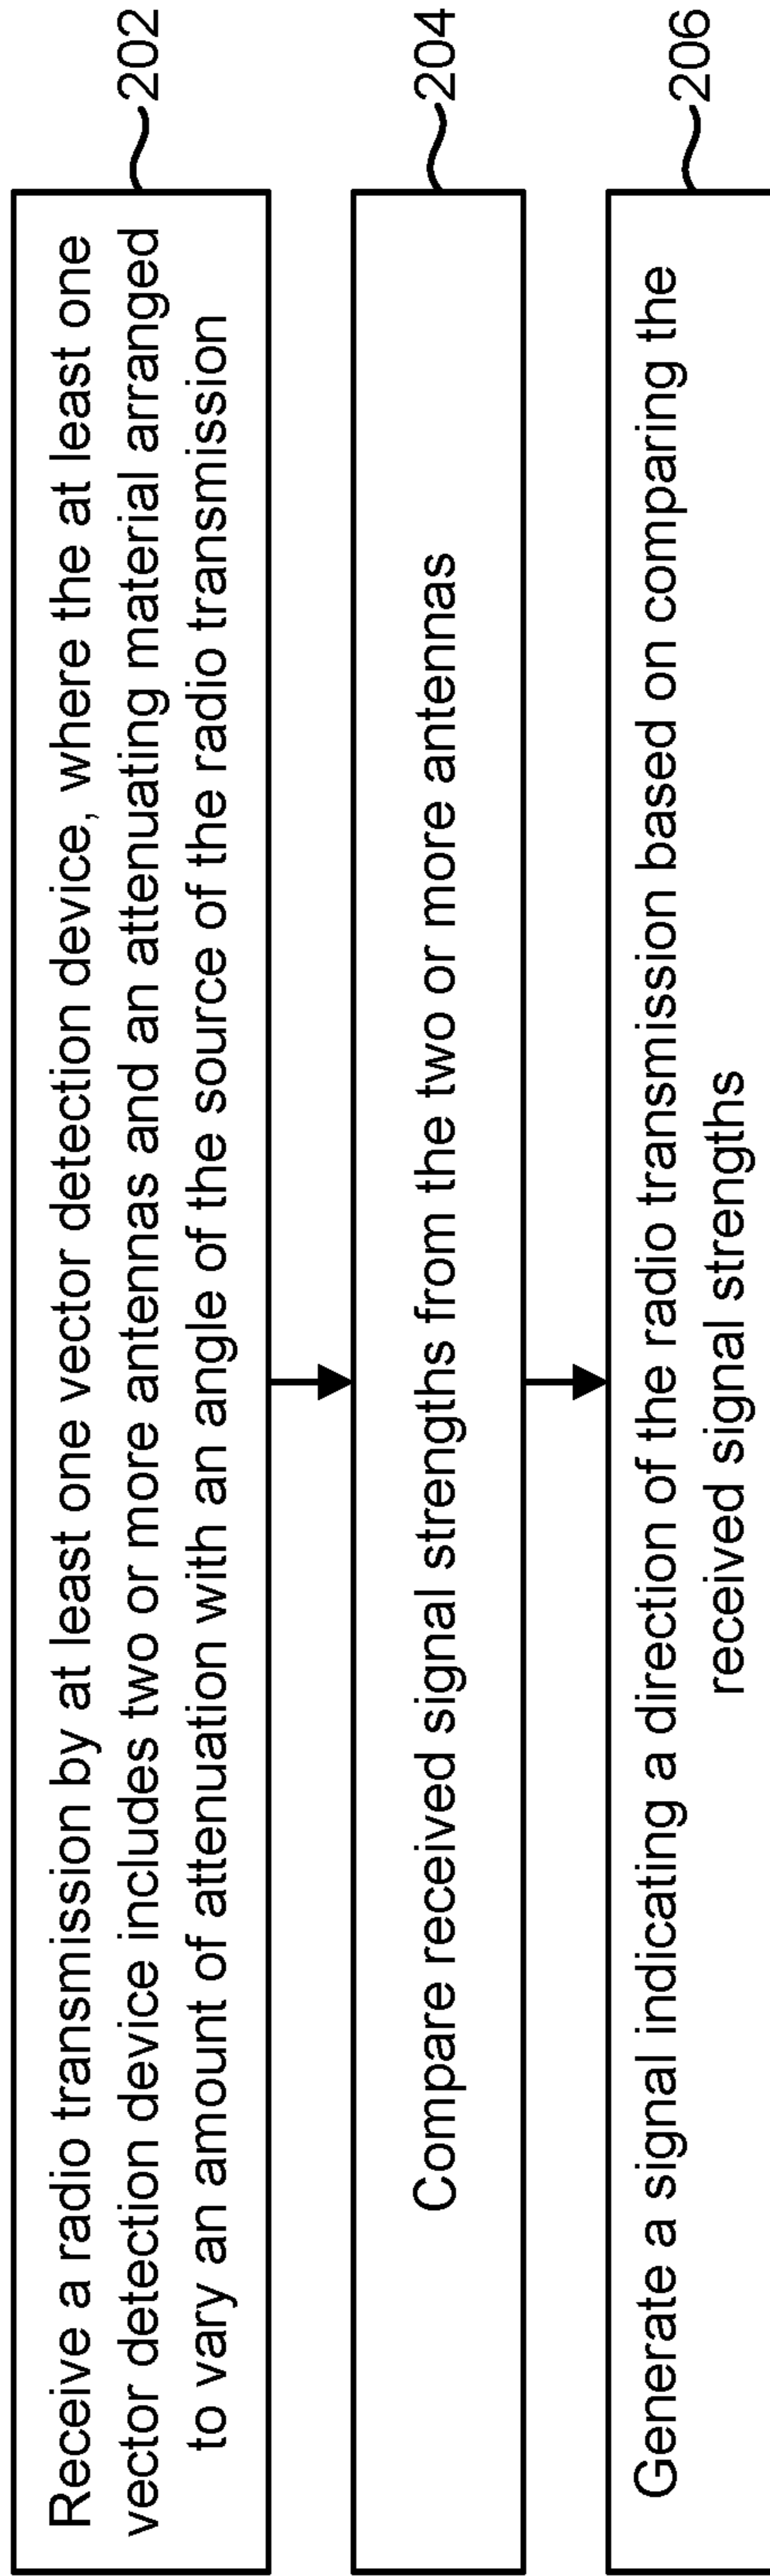 Receive a radio transmission by at least one vector detection device, where the at least one
vector detection device includes two or more antennas and an attenuating material arranged
to vary an amount of attenuation with an angle of the source of the radio transmission
202
Compare received signal strengths from the two or more antennas
204
Generate a signal indicating a direction of the radio transmission based on comparing the
received signal strengths
206